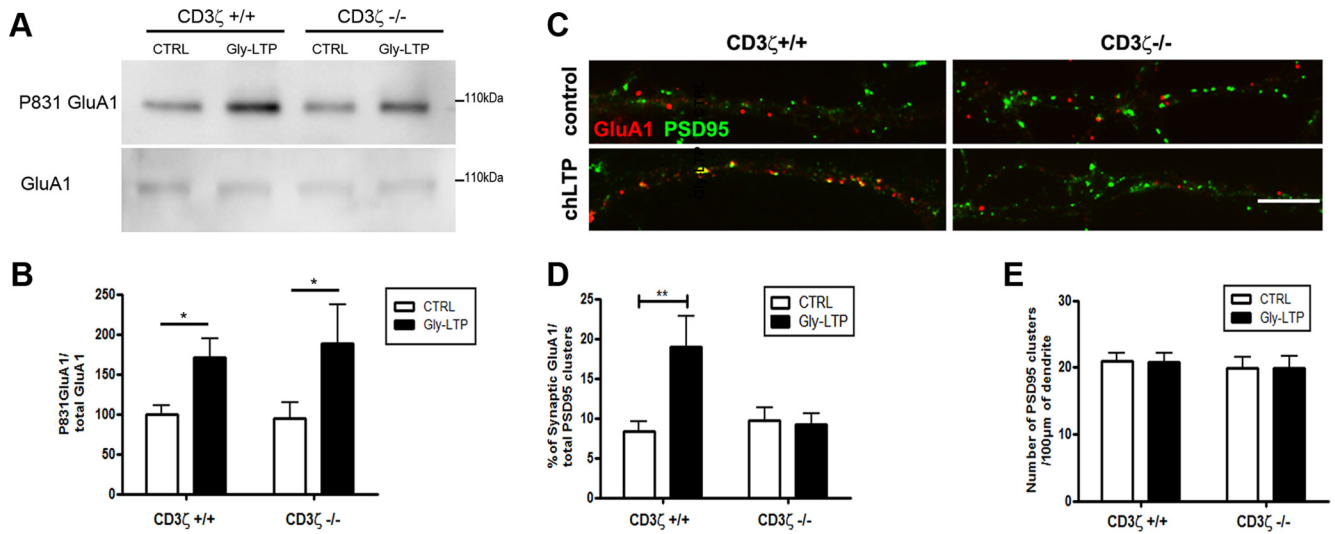 A
CD3ζ +/+
CD3ζ -/-
CTRL
Gly-LTP
CTRL
Gly-LTP
P831 GluA1
110kDa
GluA1
110kDa
B
P831GluA1/
total GluA1
250
200
150
100
50
0
*
*
CTRL
Gly-LTP
CD3ζ +/+
CD3ζ -/-
C
CD3ζ+/+
CD3ζ-/-
control
chLTP
GluA1 PSD95
CTRL
Gly-LTP
D
% of Synaptic GluA1/
total PSD95 clusters
25
20
15
10
5
0
**
CTRL
Gly-LTP
CD3ζ +/+
CD3ζ -/-
E
Number of PSD95 clusters
/100µm of dendrite
30
20
10
0
CTRL
Gly-LTP
CD3ζ +/+
CD3ζ -/-